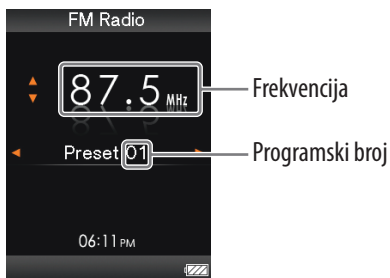 FM Radio
87.5 MHz
Frekvencija
Preset 01
Programski broj
06:11 PM